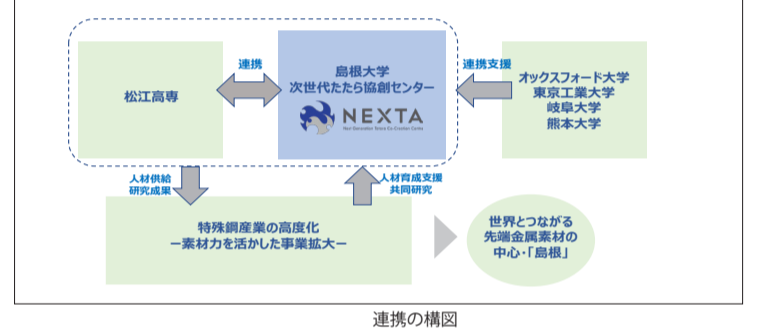 連携
島根大学
次世代たたら協創センター
NEXTA
Next Generation Tatara Co-Creation Centre
松江高専
連携支援
オックスフォード大学
東京工業大学
岐阜大学
熊本大学
人材供給
研究成果
人材育成支援
共同研究
特殊鋼産業の高度化
ー素材力を活かした事業拡大ー
世界とつながる
先端金属素材の
中心・「島根」
連携の構図